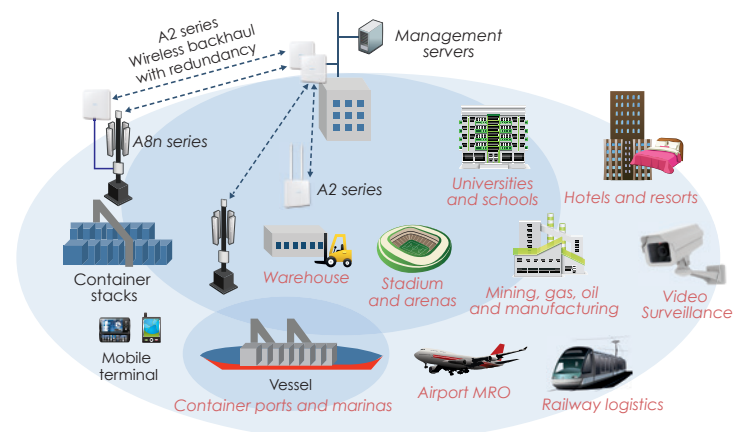 A2 series
Wireless backhaul
with redundancy
Management
servers
A8n series
A2 series
Universities
and schools
Hotels and resorts
Container
stacks
Warehouse
Stadium
and arenas
Mining, gas, oil
and manufacturing
Video
Surveillance
Mobile
terminal
Vessel
Container ports and marinas
Airport MRO
Railway logistics